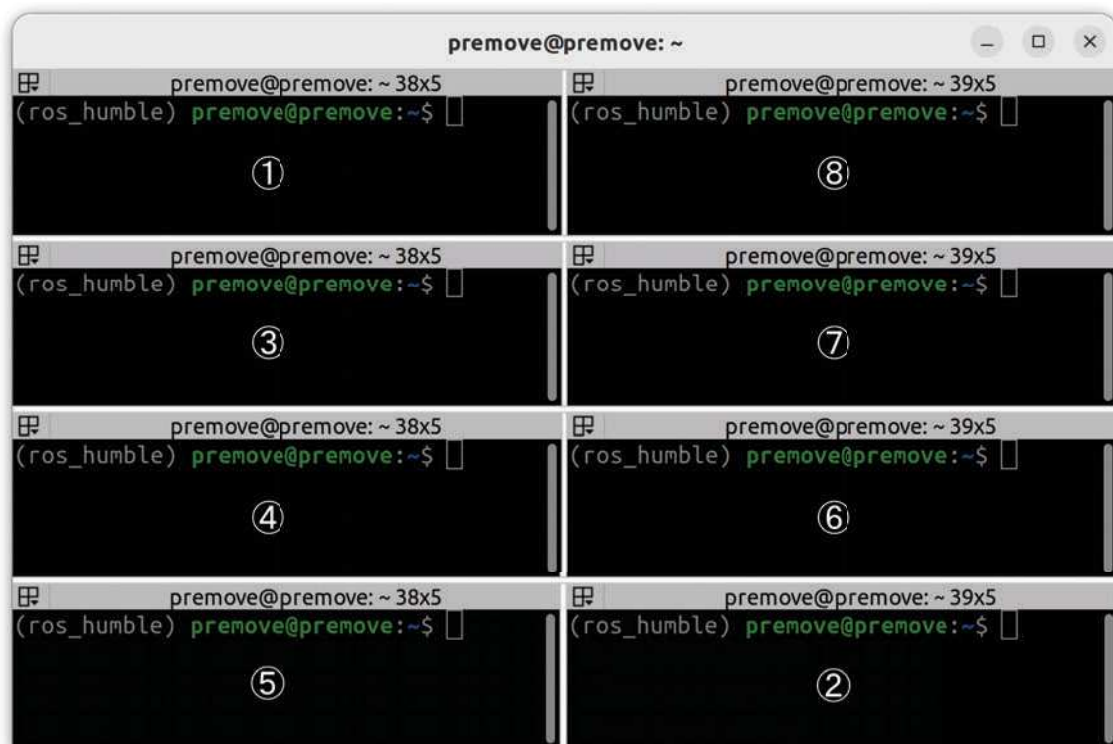 premove@premove: ~
premove@premove: ~ 38x5
premove@premove: ~ 39x5
(ros_humble) premove@premove:~$
(ros_humble) premove@premove:~$
①
⑧
premove@premove: ~ 38x5
premove@premove: ~ 39x5
(ros_humble) premove@premove:~$
(ros_humble) premove@premove:~$
③
⑦
premove@premove: ~ 38x5
premove@premove: ~ 39x5
(ros_humble) premove@premove:~$
(ros_humble) premove@premove:~$
④
⑥
premove@premove: ~ 38x5
premove@premove: ~ 39x5
(ros_humble) premove@premove:~$
(ros_humble) premove@premove:~$
⑤
②